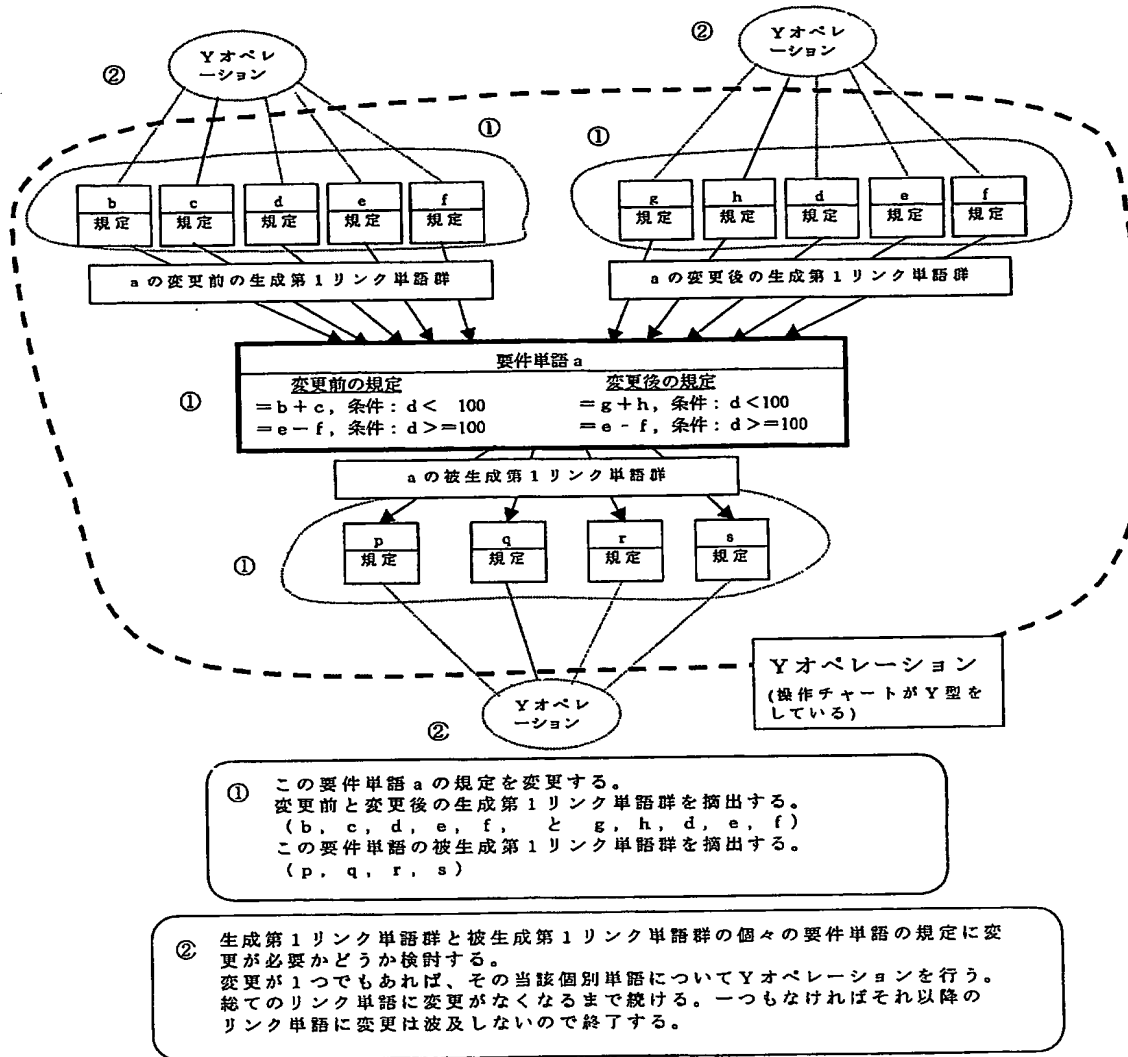 Yオペレ
ーション
②
Yオペレ
ーション
②
①
①
b
規定
c
規定
d
規定
e
規定
f
規定
g
規定
h
規定
d
規定
e
規定
f
規定
aの変更前の生成第1リンク単語群
aの変更後の生成第1リンク単語群
要件単語a
①
変更前の規定
=b+c, 条件:d< 100
=e-f, 条件:d>=100
変更後の規定
=g+h, 条件:d<100
=e-f, 条件:d>=100
aの被生成第1リンク単語群
①
p
規定
q
規定
r
規定
s
規定
Yオペレーション
(操作チャートがY型を
している)
Yオペレ
ーション
②
① この要件単語aの規定を変更する。
変更前と変更後の生成第1リンク単語群を摘出する。
(b, c, d, e, f, と g, h, d, e, f)
この要件単語の被生成第1リンク単語群を摘出する。
(p, q, r, s)
② 生成第1リンク単語群と被生成第1リンク単語群の個々の要件単語の規定に変
更が必要かどうか検討する。
変更が1つでもあれば、その当該個別単語についてYオペレーションを行う。
総てのリンク単語に変更がなくなるまで続ける。一つもなければそれ以降の
リンク単語に変更は波及しないので終了する。